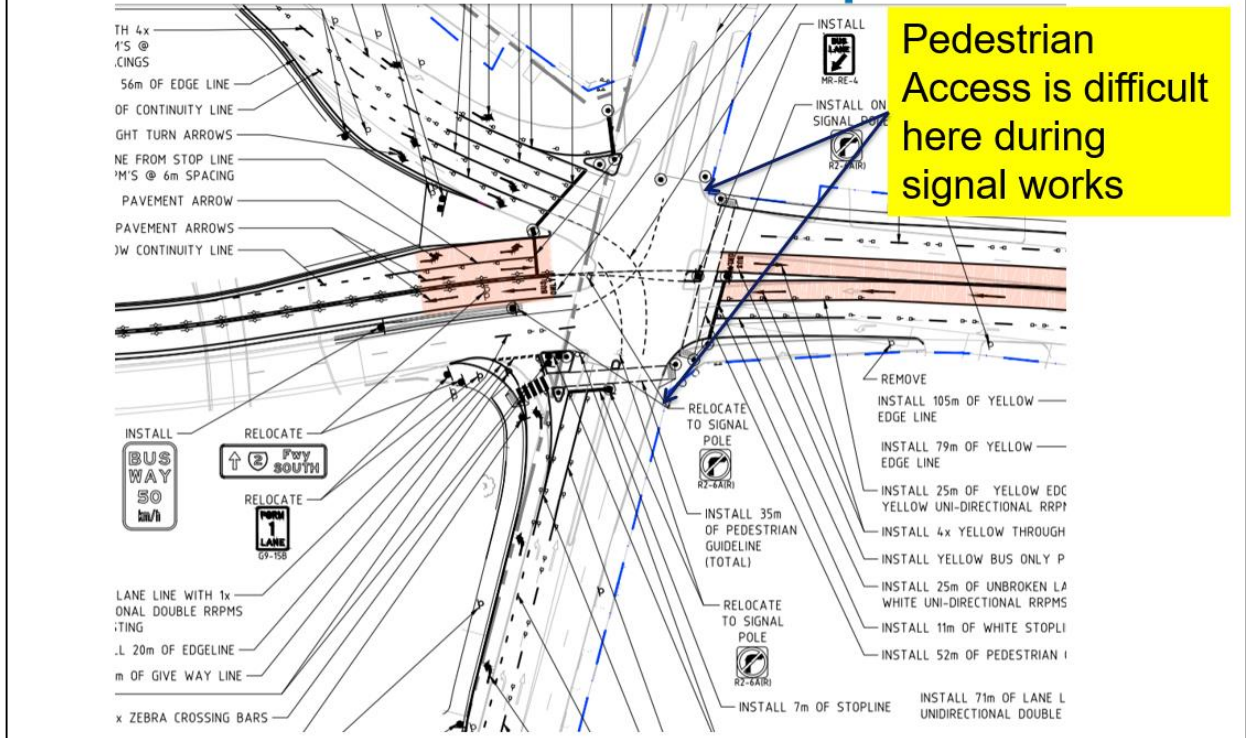 TH 4x
M'S @
CINGS
56m OF EDGE LINE
OF CONTINUITY LINE
GHT TURN ARROWS
NE FROM STOP LINE
M'S @ 6m SPACING
PAVEMENT ARROW
PAVEMENT ARROWS
OW CONTINUITY LINE
INSTALL
BUS
LANE
MR-RE-4
INSTALL ON
SIGNAL POLE
R2-6A(R)
Pedestrian
Access is difficult
here during
signal works
INSTALL
BUS
WAY
50
km/h
RELOCATE
2 Fwy
SOUTH
RELOCATE
FORM
1
LANE
G9-15B
LANE LINE WITH 1x
ONAL DOUBLE RRPMS
STING
LL 20m OF EDGELINE
m OF GIVE WAY LINE
x ZEBRA CROSSING BARS
RELOCATE
TO SIGNAL
POLE
R2-6A(R)
INSTALL 35m
OF PEDESTRIAN
GUIDELINE
(TOTAL)
RELOCATE
TO SIGNAL
POLE
R2-6A(R)
INSTALL 7m OF STOPLINE
REMOVE
INSTALL 105m OF YELLOW
EDGE LINE
INSTALL 79m OF YELLOW
EDGE LINE
INSTALL 25m OF YELLOW EDG
YELLOW UNI-DIRECTIONAL RRPM
INSTALL 4x YELLOW THROUGH
INSTALL YELLOW BUS ONLY P
INSTALL 25m OF UNBROKEN LA
WHITE UNI-DIRECTIONAL RRPMS
INSTALL 11m OF WHITE STOPLI
INSTALL 52m OF PEDESTRIAN
INSTALL 71m OF LANE L
UNIDIRECTIONAL DOUBLE